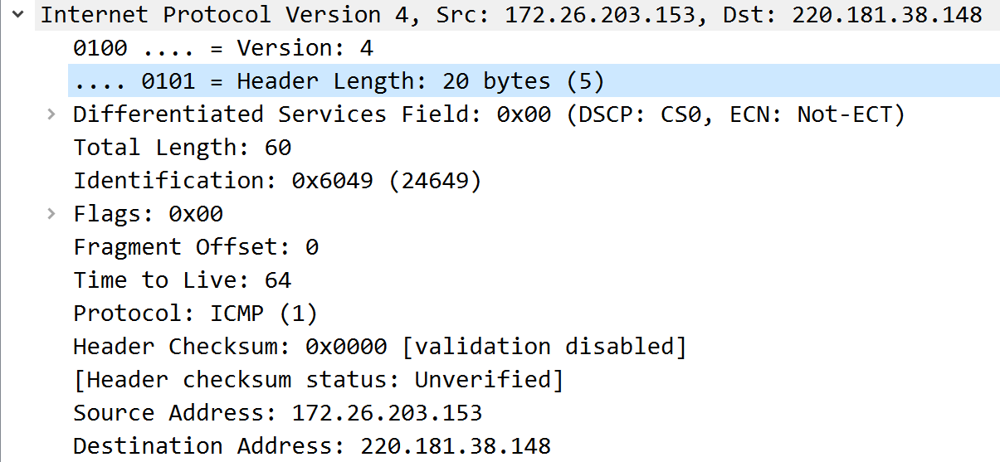 Internet Protocol Version 4, Src: 172.26.203.153, Dst: 220.181.38.148
0100 .... = Version: 4
.... 0101 = Header Length: 20 bytes (5)
Differentiated Services Field: 0x00 (DSCP: CS0, ECN: Not-ECT)
Total Length: 60
Identification: 0x6049 (24649)
Flags: 0x00
Fragment Offset: 0
Time to Live: 64
Protocol: ICMP (1)
Header Checksum: 0x0000 [validation disabled]
[Header checksum status: Unverified]
Source Address: 172.26.203.153
Destination Address: 220.181.38.148